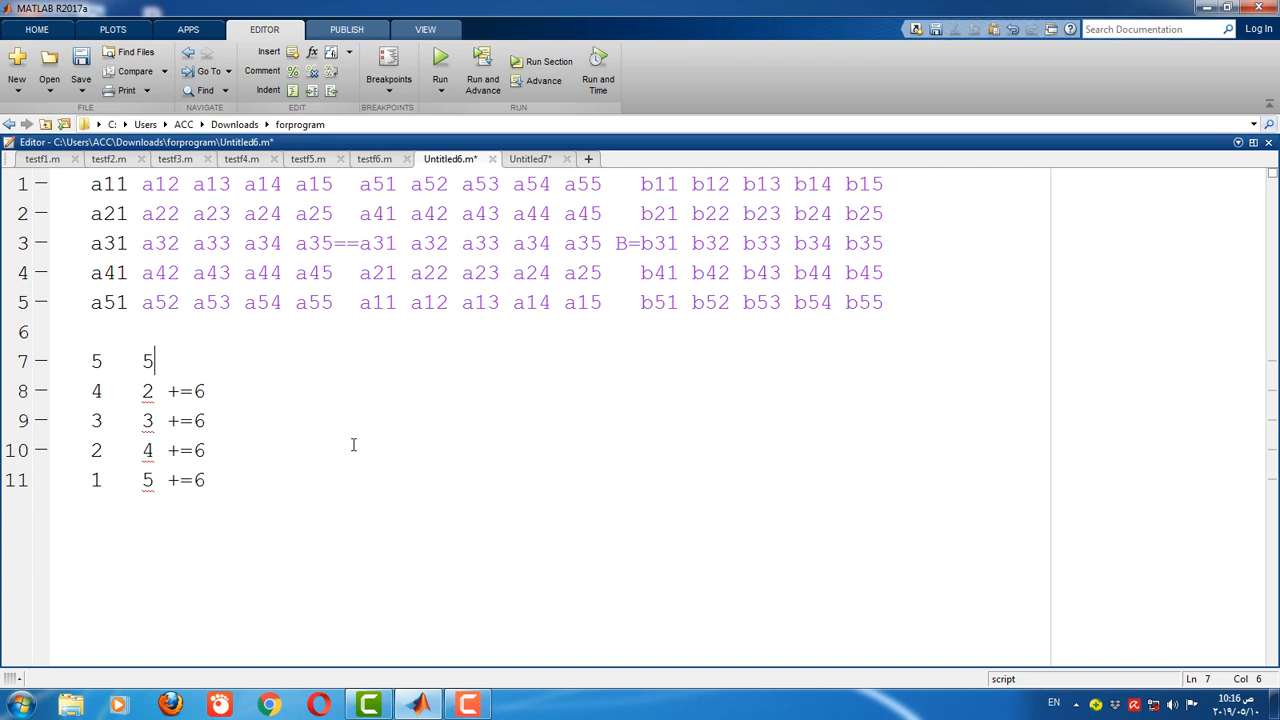 MATLAB R2017a
HOME PLOTS APPS EDITOR PUBLISH VIEW Search Documentation Log In
New Open Save Find Files Compare Print Go To Find Insert Comment Indent Breakpoints Run Run and Advance Run Section Advance Run and Time
FILE NAVIGATE EDIT BREAKPOINTS RUN
C: Users ACC Downloads forprogram
Editor - C:\Users\ACC\Downloads\forprogram\Untitled6.m*
testf1.m testf2.m testf3.m testf4.m testf5.m testf6.m Untitled6.m* Untitled7*
1 a11 a12 a13 a14 a15 a51 a52 a53 a54 a55 b11 b12 b13 b14 b15
2 a21 a22 a23 a24 a25 a41 a42 a43 a44 a45 b21 b22 b23 b24 b25
3 a31 a32 a33 a34 a35==a31 a32 a33 a34 a35 B=b31 b32 b33 b34 b35
4 a41 a42 a43 a44 a45 a21 a22 a23 a24 a25 b41 b42 b43 b44 b45
5 a51 a52 a53 a54 a55 a11 a12 a13 a14 a15 b51 b52 b53 b54 b55
6
7 5 5
8 4 2 +=6
9 3 3 +=6
10 2 4 +=6
11 1 5 +=6
script Ln 7 Col 6
EN 10:16 ص
٢٠١٩/٠٥/١٠